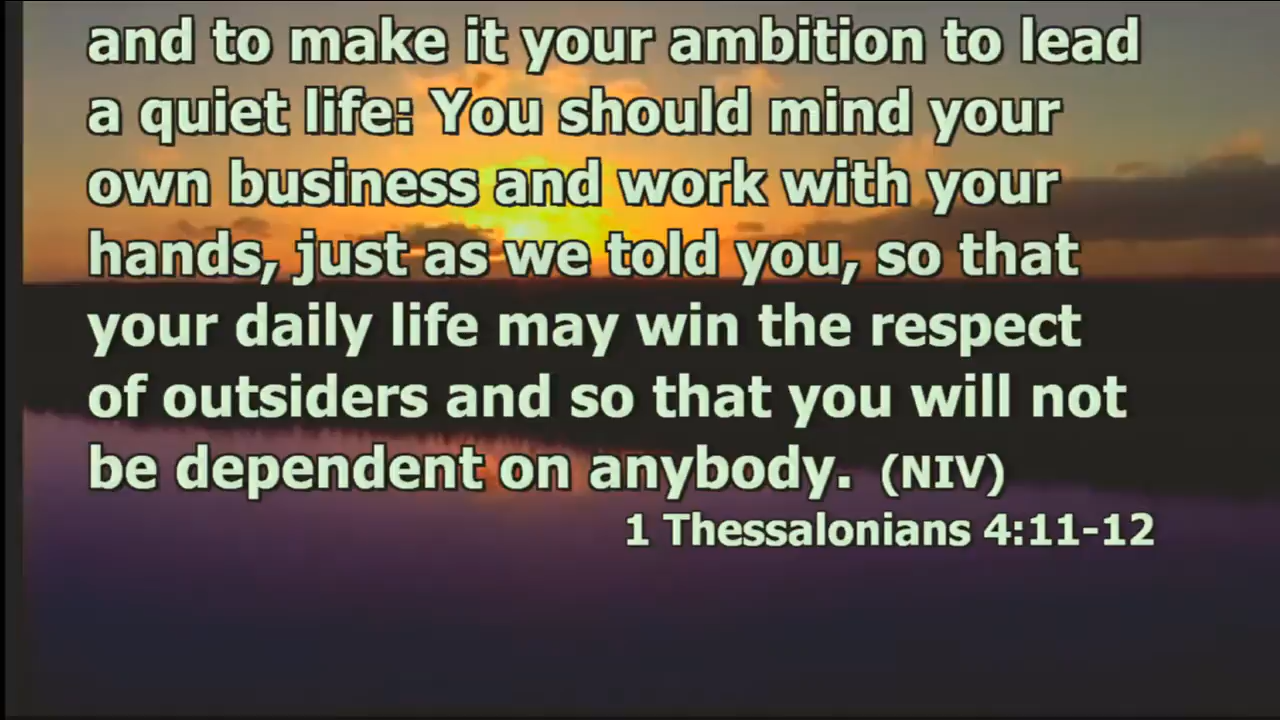 and to make it your ambition to lead
a quiet life: You should mind your
own business and work with your
hands, just as we told you, so that
your daily life may win the respect
of outsiders and so that you will not
be dependent on anybody. (NIV)
1 Thessalonians 4:11-12